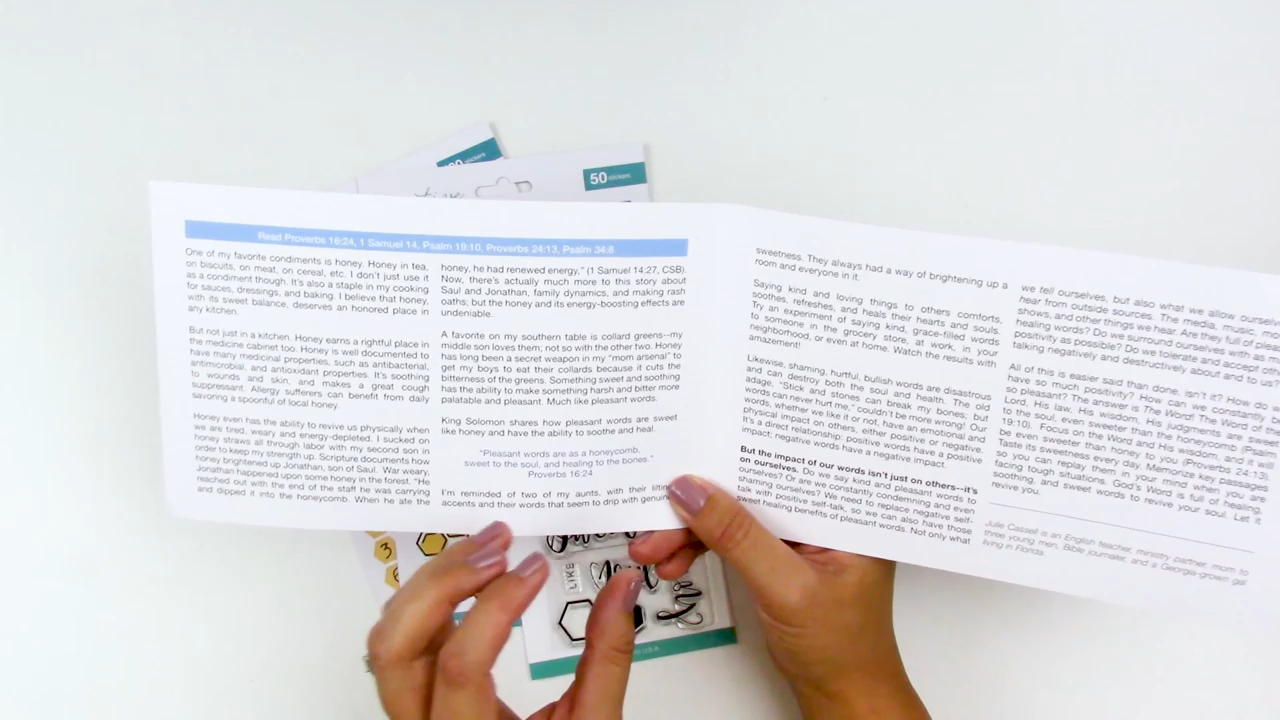 90 stickers
50 stickers
Read Proverbs 16:24, 1 Samuel 14, Psalm 19:10, Proverbs 24:13, Psalm 34:8
One of my favorite condiments is honey. Honey in tea,
on biscuits, on meat, on cereal, etc. I don't just use it
as a condiment though. It's also a staple in my cooking
for sauces, dressings, and baking. I believe that honey,
with its sweet balance, deserves an honored place in
any kitchen.
But not just in a kitchen. Honey earns a rightful place in
the medicine cabinet too. Honey is well documented to
have many medicinal properties, such as antibacterial,
antimicrobial, and antioxidant properties. It's soothing
to wounds and skin, and makes a great cough
suppressant. Allergy sufferers can benefit from daily
savoring a spoonful of local honey.
Honey even has the ability to revive us physically when
we are tired, weary and energy-depleted. I sucked on
honey straws all through labor with my second son in
order to keep my strength up. Scripture documents how
honey brightened up Jonathan, son of Saul. War weary,
Jonathan happened upon some honey in the forest. "He
reached out with the end of the staff he was carrying
and dipped it into the honeycomb. When he ate the
honey, he had renewed energy," (1 Samuel 14:27, CSB).
Now, there's actually much more to this story about
Saul and Jonathan, family dynamics, and making rash
oaths; but the honey and its energy-boosting effects are
undeniable.
A favorite on my southern table is collard greens--my
middle son loves them; not so with the other two. Honey
has long been a secret weapon in my "mom arsenal" to
get my boys to eat their collards because it cuts the
bitterness of the greens. Something sweet and soothing
has the ability to make something harsh and bitter more
palatable and pleasant. Much like pleasant words.
King Solomon shares how pleasant words are sweet
like honey and have the ability to soothe and heal.
"Pleasant words are as a honeycomb,
sweet to the soul, and healing to the bones."
Proverbs 16:24
I'm reminded of two of my aunts, with their lilting
accents and their words that seem to drip with genuine
sweetness. They always had a way of brightening up a
room and everyone in it.
Saying kind and loving things to others comforts,
soothes, refreshes, and heals their hearts and souls.
Try an experiment of saying kind, grace-filled words
to someone in the grocery store, at work, in your
neighborhood, or even at home. Watch the results with
amazement!
Likewise, shaming, hurtful, bullish words are disastrous
and can destroy both the soul and health. The old
adage, "Stick and stones can break my bones, but
words can never hurt me," couldn't be more wrong! Our
words, whether we like it or not, have an emotional and
physical impact on others, either positive or negative.
It's a direct relationship: positive words have a positive
impact; negative words have a negative impact.
But the impact of our words isn't just on others--it's
on ourselves. Do we say kind and pleasant words to
ourselves? Or are we constantly condemning and even
shaming ourselves? We need to replace negative self-
talk with positive self-talk, so we can also have those
sweet healing benefits of pleasant words. Not only what
we tell ourselves, but also what we allow ourselves
hear from outside sources. The media, music,
shows, and other things we hear. Are they full of
healing words? Do we surround ourselves with as
positivity as possible? Do we tolerate and accept
talking negatively and destructively about and to us?
All of this is easier said than done, isn't it? How do
have so much positivity? How can we constantly
so pleasant? The answer is The Word! The Word of
Lord, His law, His wisdom, His judgments are sweet
to the soul, even sweeter than the honeycomb (Psalm
19:10). Focus on the Word and His wisdom, and it will
be even sweeter than honey to you (Proverbs 24:13).
Taste its sweetness every day. Memorize key passages
so you can replay them in your mind when you are
facing tough situations. God's Word is full of healing,
soothing, and sweet words to revive your soul. Let it
revive you.
Julie Cassell is an English teacher, ministry partner, mom to
three young men, Bible journaler, and a Georgia-grown gal
living in Florida.
3
LIKE
U.S.A.